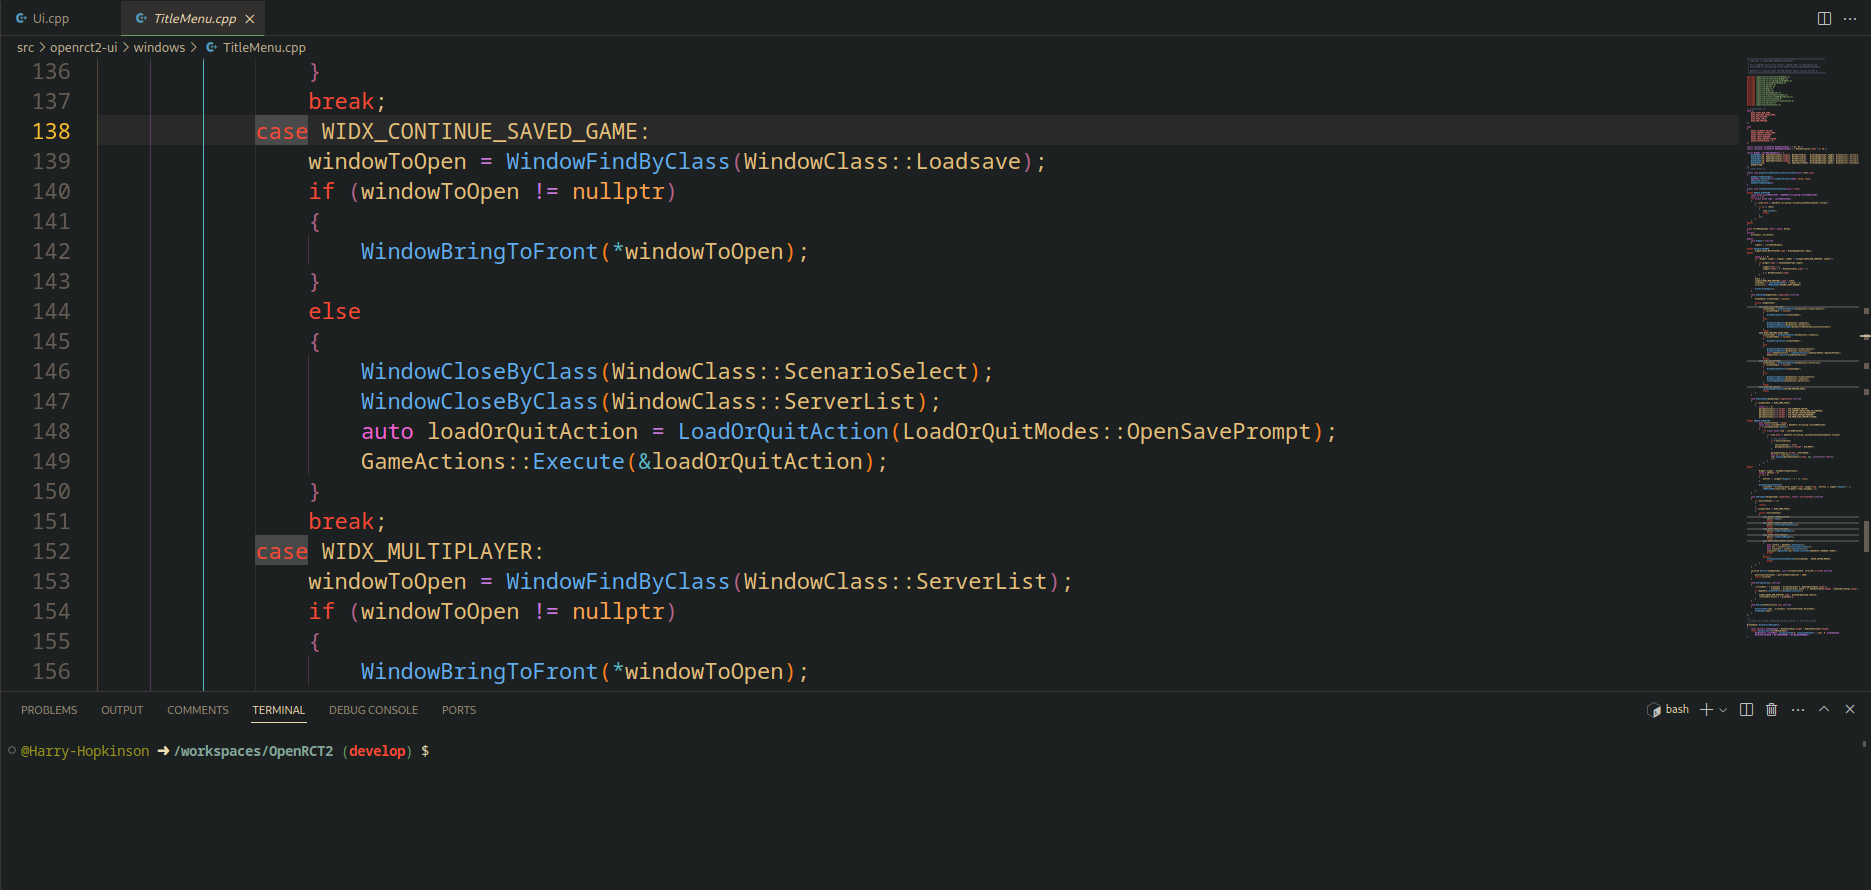 Ui.cpp
TitleMenu.cpp
src > openrct2-ui > windows > TitleMenu.cpp
136 }
137 break;
138 case WIDX_CONTINUE_SAVED_GAME:
139 windowToOpen = WindowFindByClass(WindowClass::Loadsave);
140 if (windowToOpen != nullptr)
141 {
142 WindowBringToFront(*windowToOpen);
143 }
144 else
145 {
146 WindowCloseByClass(WindowClass::ScenarioSelect);
147 WindowCloseByClass(WindowClass::ServerList);
148 auto loadOrQuitAction = LoadOrQuitAction(LoadOrQuitModes::OpenSavePrompt);
149 GameActions::Execute(&loadOrQuitAction);
150 }
151 break;
152 case WIDX_MULTIPLAYER:
153 windowToOpen = WindowFindByClass(WindowClass::ServerList);
154 if (windowToOpen != nullptr)
155 {
156 WindowBringToFront(*windowToOpen);
PROBLEMS OUTPUT COMMENTS TERMINAL DEBUG CONSOLE PORTS
bash
@Harry-Hopkinson ➜ /workspaces/OpenRCT2 (develop) $